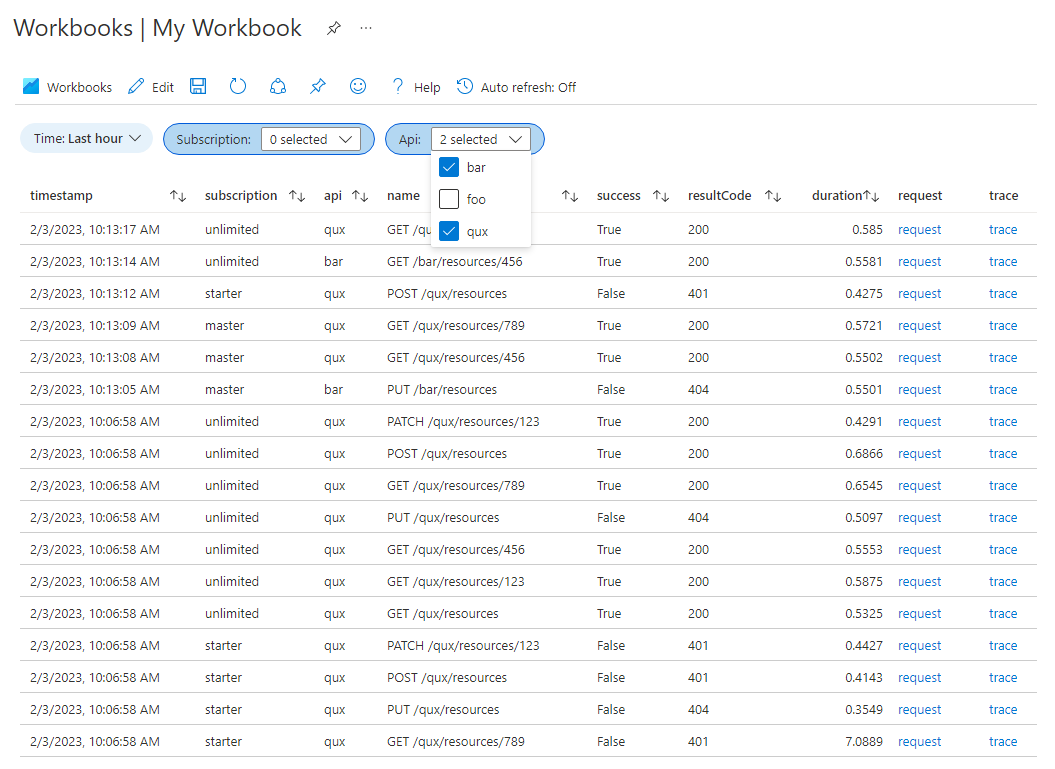 Workbooks | My Workbook ...
Workbooks Edit ? Help Auto refresh: Off
Time: Last hour Subscription: 0 selected Api: 2 selected
bar
foo
qux
timestamp subscription api name success resultCode duration request trace
2/3/2023, 10:13:17 AM unlimited qux GET /qu True 200 0.585 request trace
2/3/2023, 10:13:14 AM unlimited bar GET /bar/resources/456 True 200 0.5581 request trace
2/3/2023, 10:13:12 AM starter qux POST /qux/resources False 401 0.4275 request trace
2/3/2023, 10:13:09 AM master qux GET /qux/resources/789 True 200 0.5721 request trace
2/3/2023, 10:13:08 AM master qux GET /qux/resources/456 True 200 0.5502 request trace
2/3/2023, 10:13:05 AM master bar PUT /bar/resources False 404 0.5501 request trace
2/3/2023, 10:06:58 AM unlimited qux PATCH /qux/resources/123 True 200 0.4291 request trace
2/3/2023, 10:06:58 AM unlimited qux POST /qux/resources True 200 0.6866 request trace
2/3/2023, 10:06:58 AM unlimited qux GET /qux/resources/789 True 200 0.6545 request trace
2/3/2023, 10:06:58 AM unlimited qux PUT /qux/resources False 404 0.5097 request trace
2/3/2023, 10:06:58 AM unlimited qux GET /qux/resources/456 True 200 0.5553 request trace
2/3/2023, 10:06:58 AM unlimited qux GET /qux/resources/123 True 200 0.5875 request trace
2/3/2023, 10:06:58 AM unlimited qux GET /qux/resources True 200 0.5325 request trace
2/3/2023, 10:06:58 AM starter qux PATCH /qux/resources/123 False 401 0.4427 request trace
2/3/2023, 10:06:58 AM starter qux POST /qux/resources False 401 0.4143 request trace
2/3/2023, 10:06:58 AM starter qux PUT /qux/resources False 404 0.3549 request trace
2/3/2023, 10:06:58 AM starter qux GET /qux/resources/789 False 401 7.0889 request trace